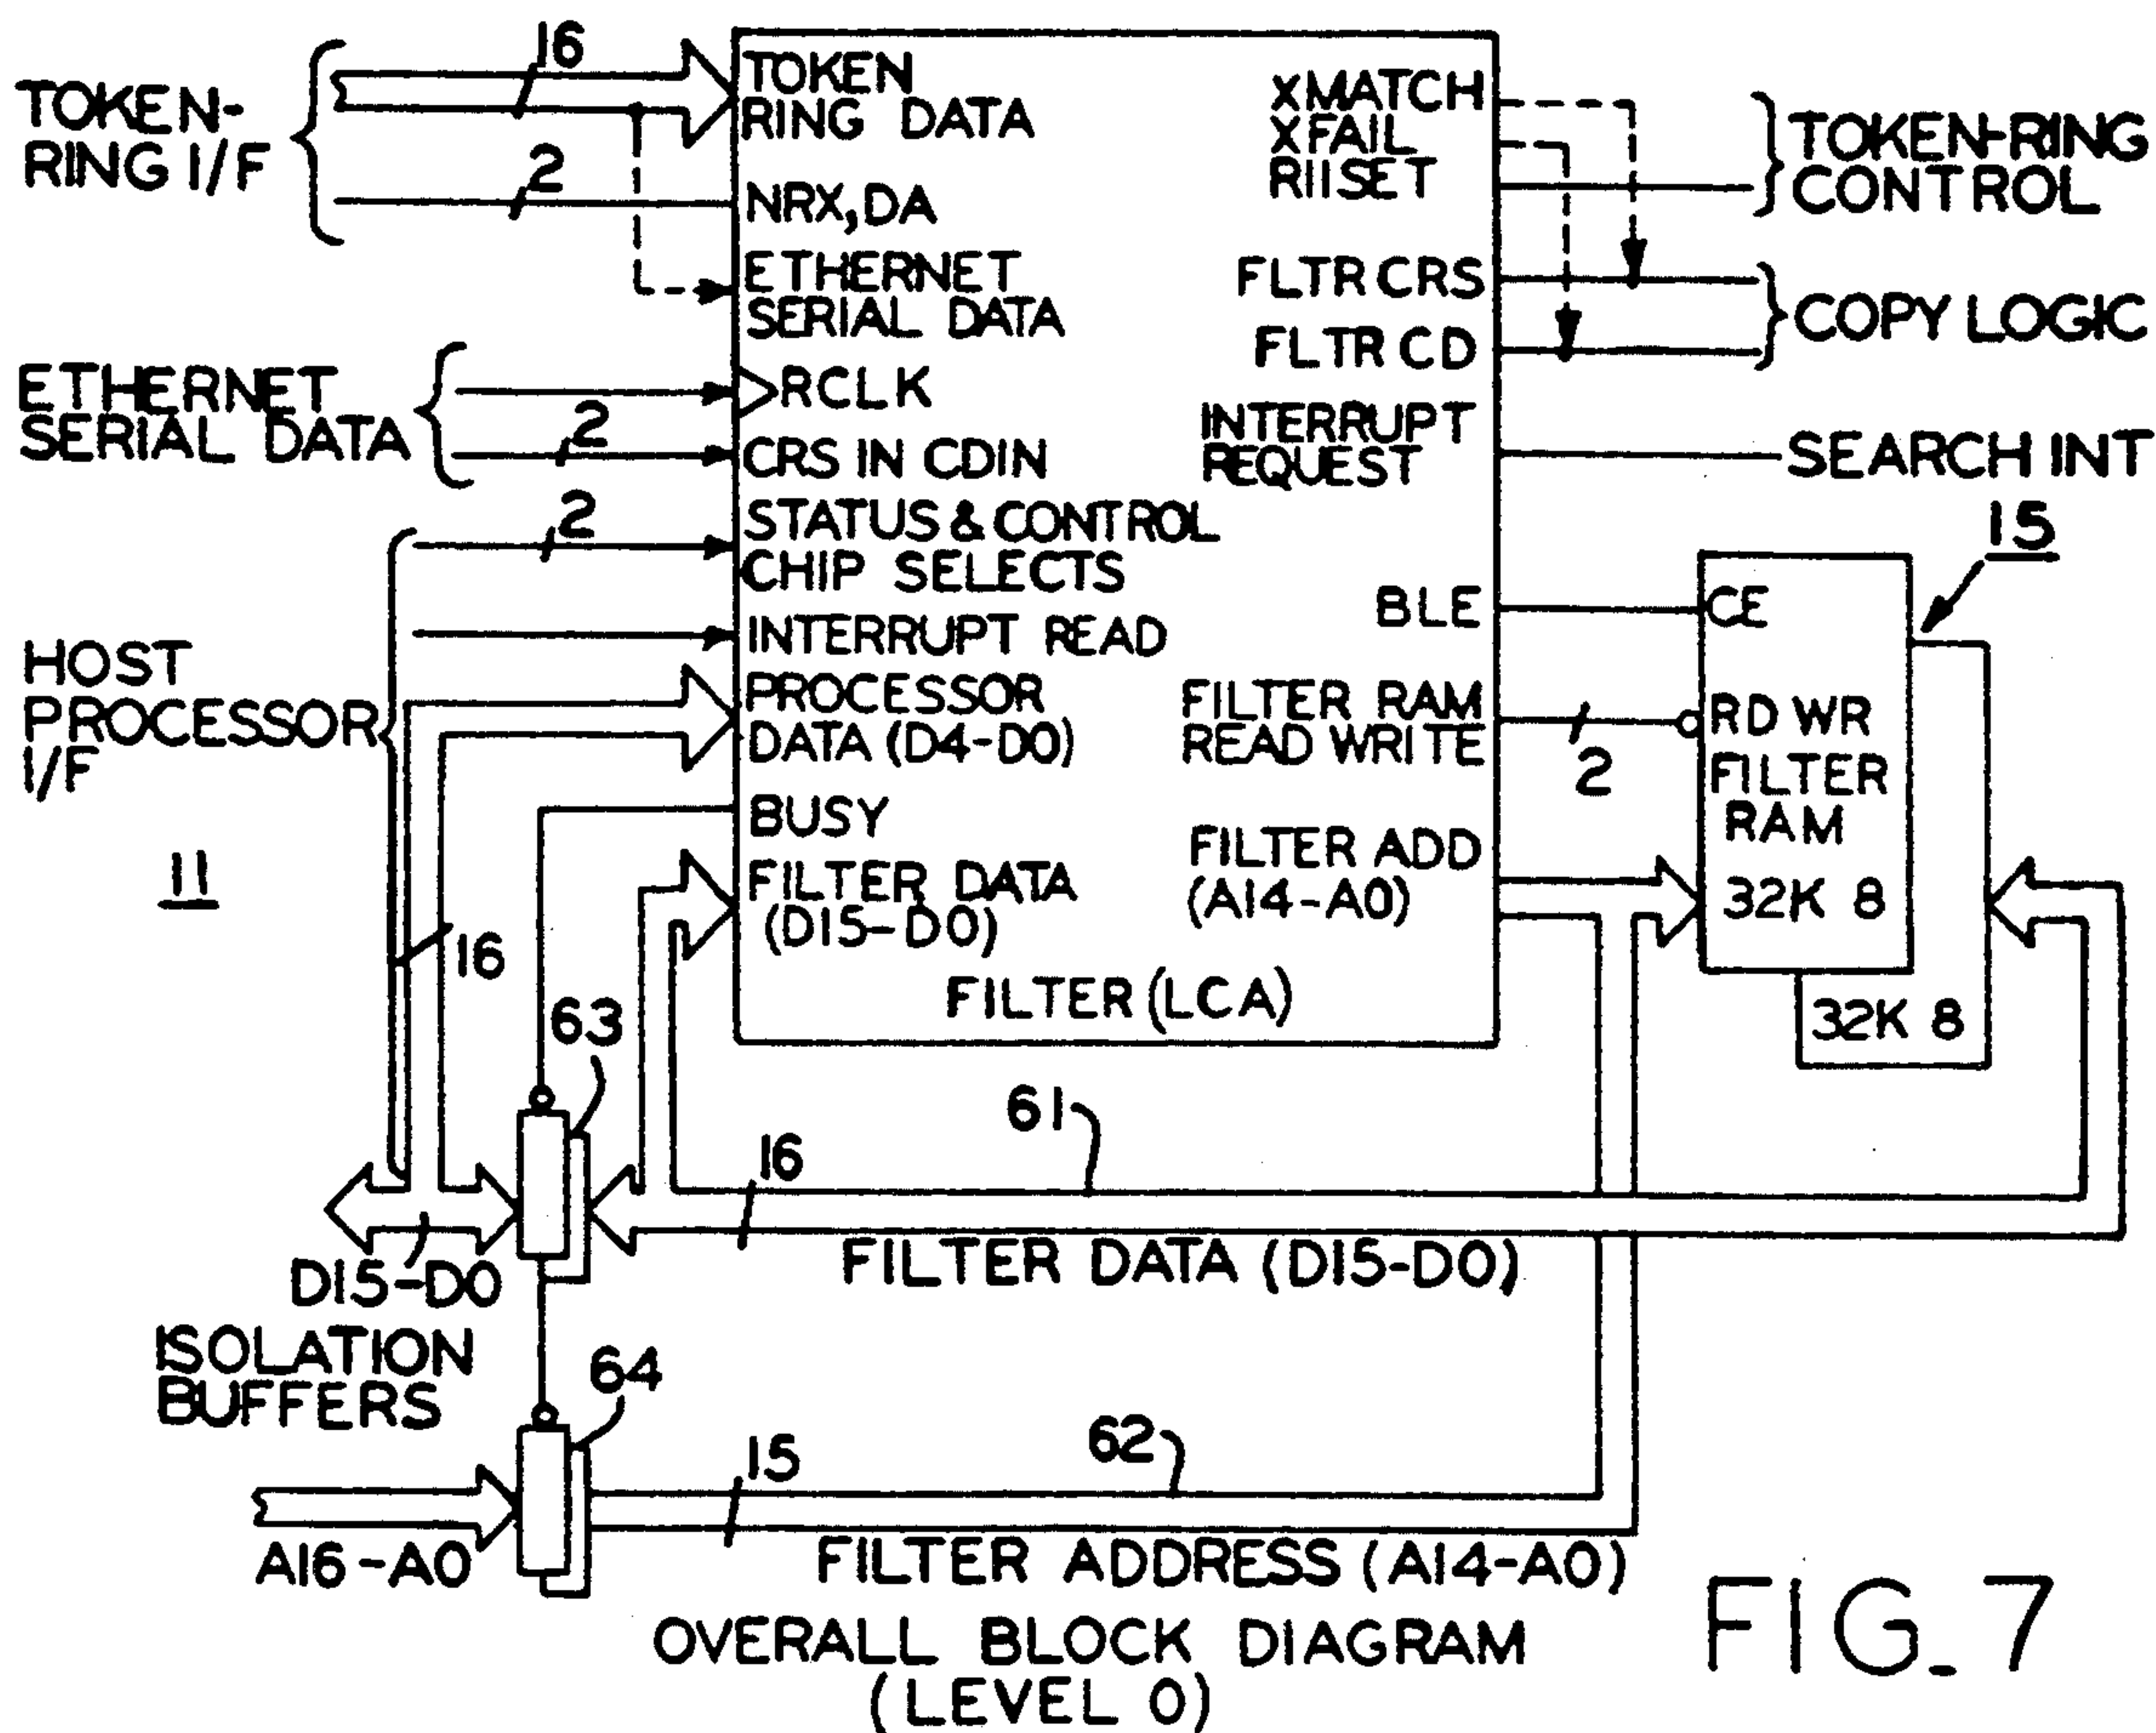 TOKEN-
RING I/F
16
2
TOKEN
RING DATA
NRX,DA
ETHERNET
SERIAL DATA
ETHERNET
SERIAL DATA
2
RCLK
CRS IN CDIN
2
STATUS & CONTROL
CHIP SELECTS
INTERRUPT READ
HOST
PROCESSOR
I/F
PROCESSOR
DATA (D4-D0)
BUSY
FILTER DATA
(D15-D0)
11
16
FILTER (LCA)
XMATCH
XFAIL
RIISET
TOKEN-RING
CONTROL
FLTR CRS
FLTR CD
COPY LOGIC
INTERRUPT
REQUEST
SEARCH INT
15
BLE
CE
FILTER RAM
READ WRITE
2
RD WR
FILTER
RAM
32K 8
32K 8
FILTER ADD
(A14-A0)
63
61
16
D15-D0
FILTER DATA (D15-D0)
ISOLATION
BUFFERS
64
62
15
A16-A0
FILTER ADDRESS (A14-A0)
OVERALL BLOCK DIAGRAM
(LEVEL 0)
FIG_7